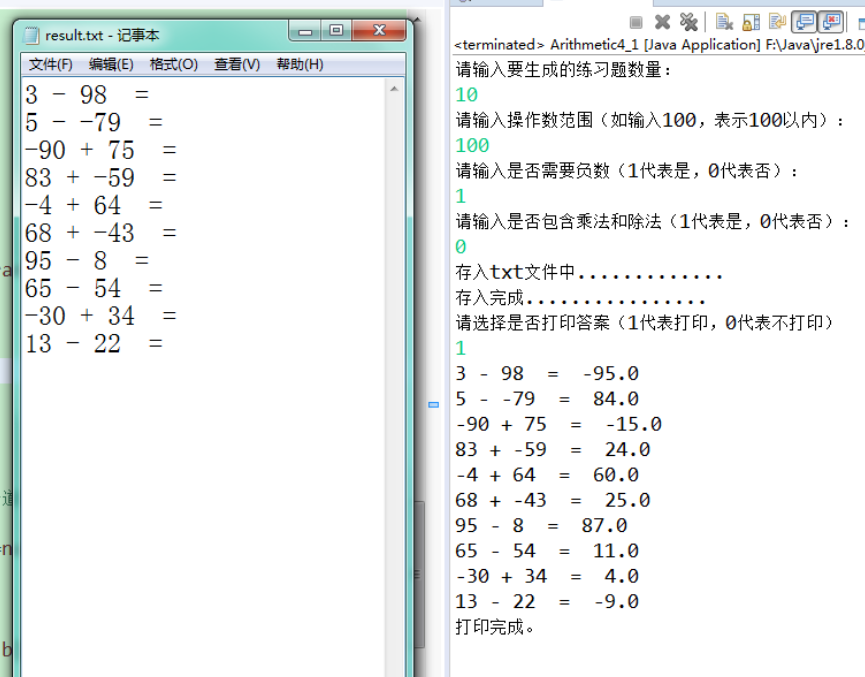 result.txt - 记事本
文件(F) 编辑(E) 格式(O) 查看(V) 帮助(H)
3 - 98  =
5 - -79  =
-90 + 75  =
83 + -59  =
-4 + 64  =
68 + -43  =
95 - 8  =
65 - 54  =
-30 + 34  =
13 - 22  =
<terminated> Arithmetic4_1 [Java Application] F:\Java\jre1.8.0
请输入要生成的练习题数量：
10
请输入操作数范围（如输入100，表示100以内）：
100
请输入是否需要负数（1代表是，0代表否）：
1
请输入是否包含乘法和除法（1代表是，0代表否）：
0
存入txt文件中.............
存入完成................
请选择是否打印答案（1代表打印，0代表不打印）
1
3 - 98  =  -95.0
5 - -79  =  84.0
-90 + 75  =  -15.0
83 + -59  =  24.0
-4 + 64  =  60.0
68 + -43  =  25.0
95 - 8  =  87.0
65 - 54  =  11.0
-30 + 34  =  4.0
13 - 22  =  -9.0
打印完成。